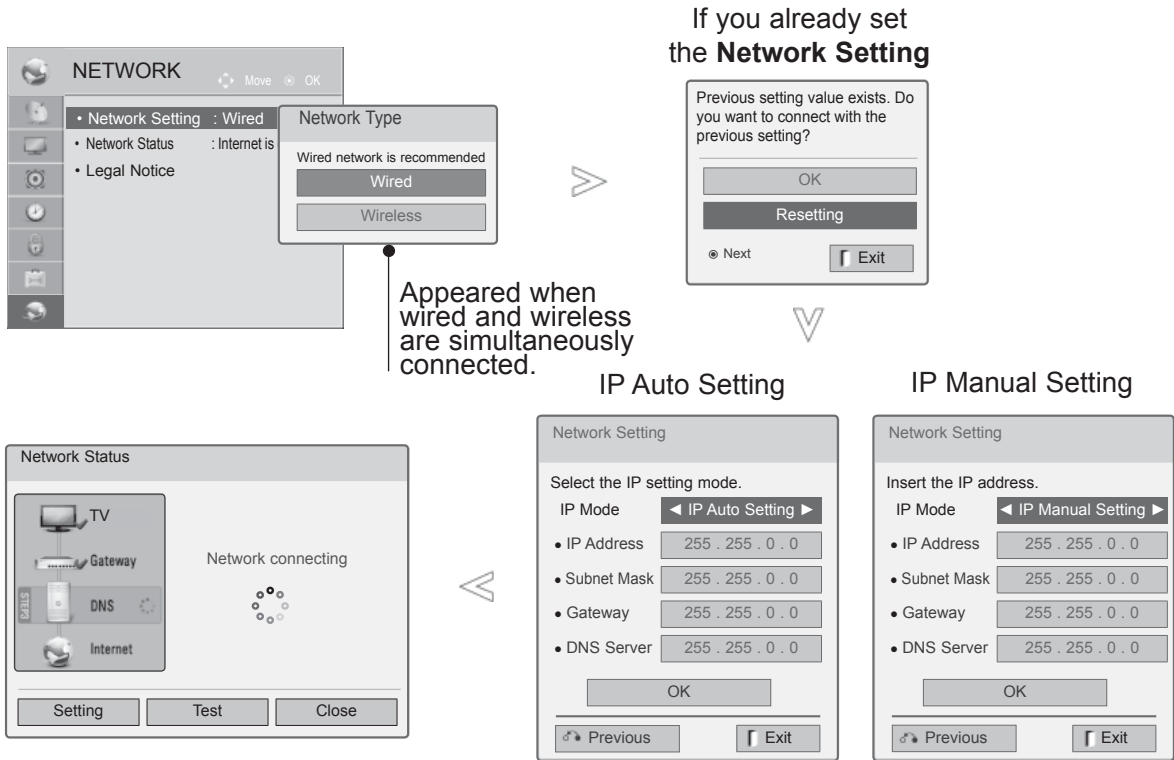 If you already set
the Network Setting
NETWORK
Move
OK
• Network Setting : Wired
• Network Status : Internet is
• Legal Notice
Network Type
Wired network is recommended
Wired
Wireless
Appeared when
wired and wireless
are simultaneously
connected.
Previous setting value exists. Do
you want to connect with the
previous setting?
OK
Resetting
Next
Exit
IP Auto Setting
Network Setting
Select the IP setting mode.
IP Mode ◄ IP Auto Setting ►
• IP Address 255 . 255 . 0 . 0
• Subnet Mask 255 . 255 . 0 . 0
• Gateway 255 . 255 . 0 . 0
• DNS Server 255 . 255 . 0 . 0
OK
Previous
Exit
IP Manual Setting
Network Setting
Insert the IP address.
IP Mode ◄ IP Manual Setting ►
• IP Address 255 . 255 . 0 . 0
• Subnet Mask 255 . 255 . 0 . 0
• Gateway 255 . 255 . 0 . 0
• DNS Server 255 . 255 . 0 . 0
OK
Previous
Exit
Network Status
TV
Gateway
STEP3
DNS
Internet
Network connecting
Setting
Test
Close